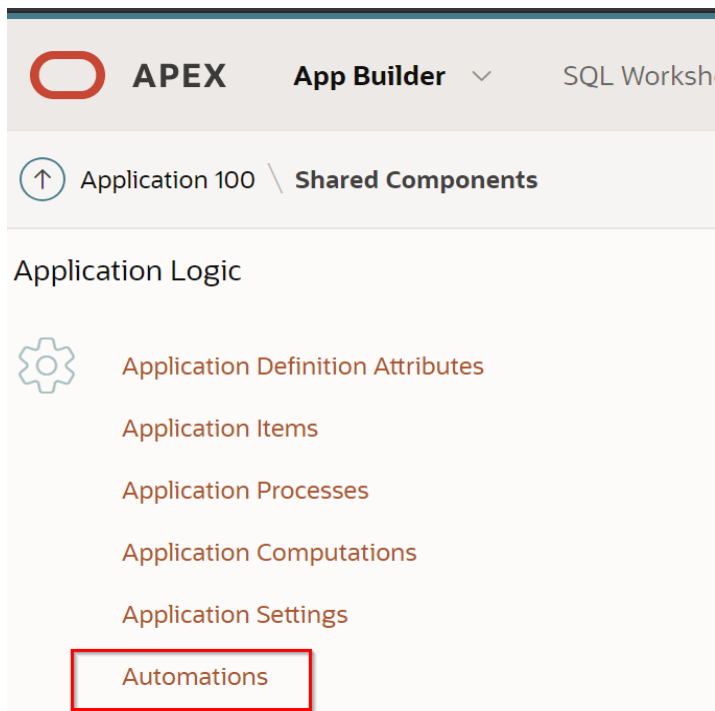 APEX App Builder SQL
Application 100 \ Shared Components
Application Logic
Application Definition Attributes
Application Items
Application Processes
Application Computations
Application Settings
Automations